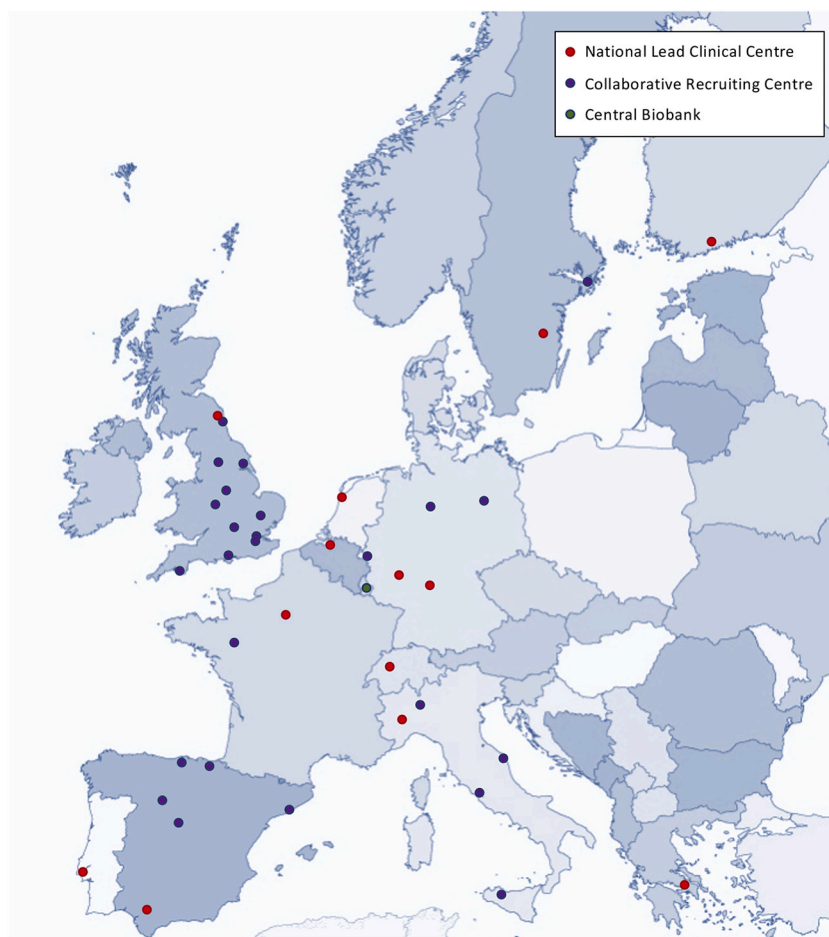 National Lead Clinical Centre
Collaborative Recruiting Centre
Central Biobank